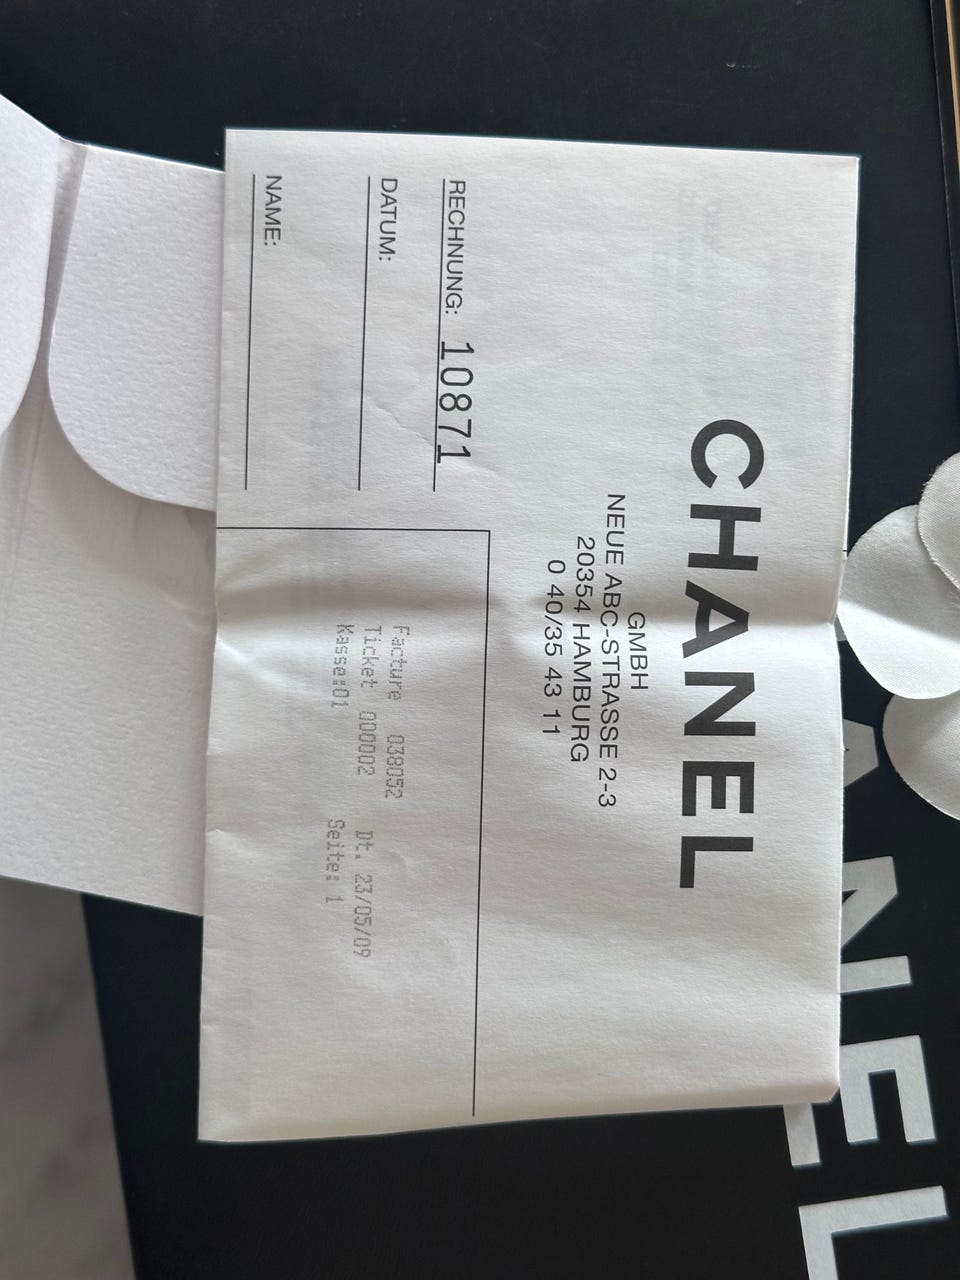 CHANEL
GMBH
NEUE ABC-STRASSE 2-3
20354 HAMBURG
0 40/35 43 11
RECHNUNG: 10871
DATUM:
NAME:
Facture 038052
Ticket 000002 Dt. 23/05/09
Kasse:01 Seite: 1
ANEL